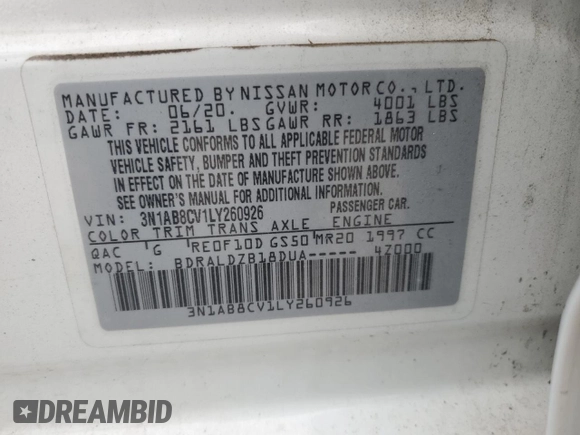 MANUFACTURED BY NISSAN MOTOR CO., LTD.
DATE: 06/20. GVWR: 4001 LBS
GAWR FR: 2161 LBS GAWR RR: 1863 LBS
THIS VEHICLE CONFORMS TO ALL APPLICABLE FEDERAL MOTOR
VEHICLE SAFETY, BUMPER AND THEFT PREVENTION STANDARDS
IN EFFECT ON THE DATE OF MANUFACTURE SHOWN ABOVE.
SEE OWNER'S MANUAL FOR ADDITIONAL INFORMATION.
VIN: 3N1AB8CV1LY260926 PASSENGER CAR.
COLOR TRIM TRANS AXLE ENGINE
QAC G RE0F10D GS50 MR20 1997 CC
MODEL: BDRALDZB18DUA----- 47000
3N1AB8CV1LY260926
DREAMBID